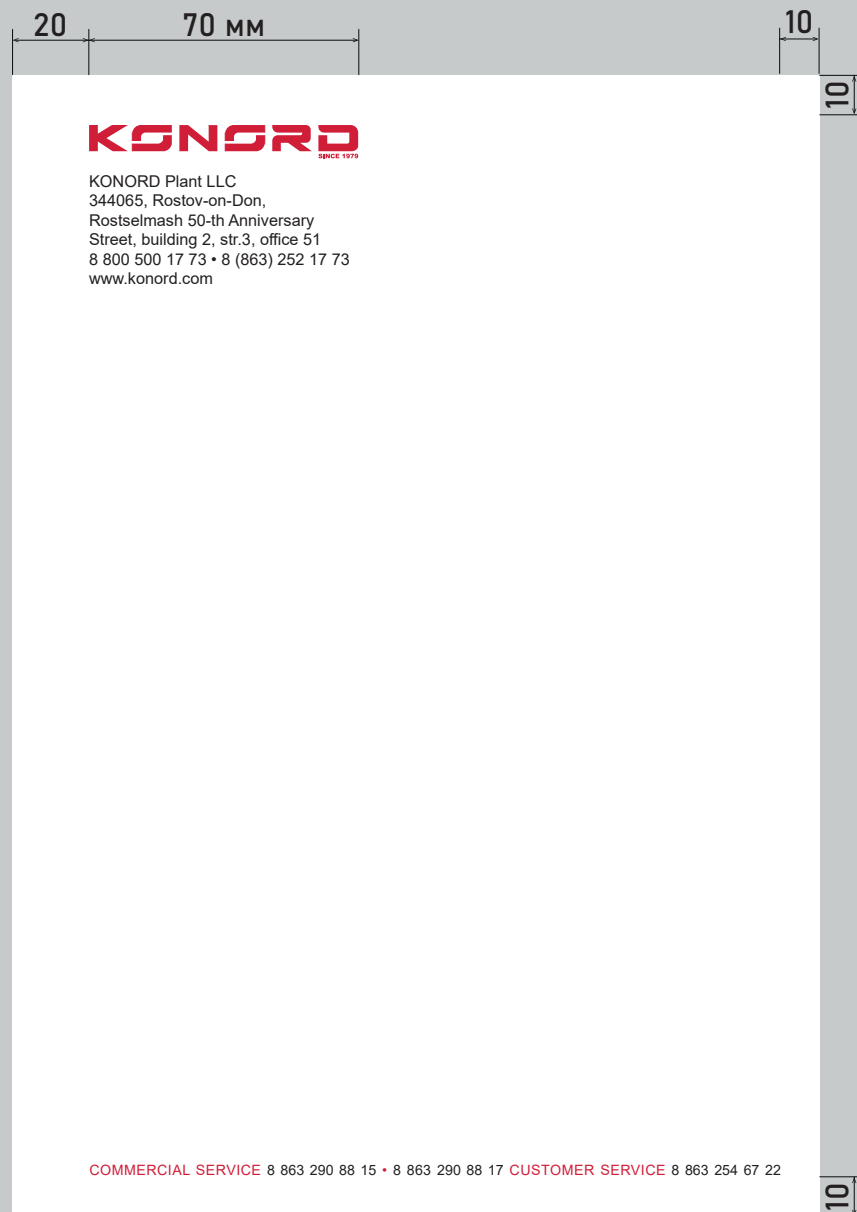 20
70 мм
10
10
KONORD
SINCE 1979
KONORD Plant LLC
344065, Rostov-on-Don,
Rostselmash 50-th Anniversary
Street, building 2, str.3, office 51
8 800 500 17 73 • 8 (863) 252 17 73
www.konord.com
COMMERCIAL SERVICE 8 863 290 88 15 • 8 863 290 88 17 CUSTOMER SERVICE 8 863 254 67 22
10